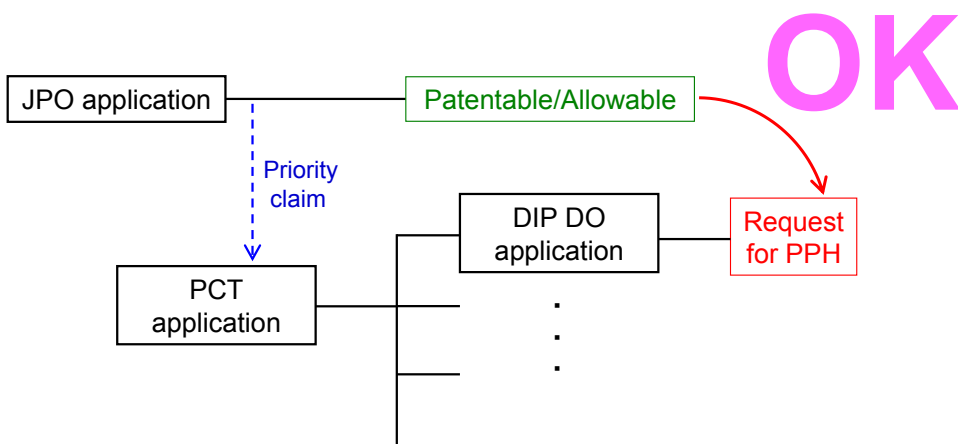 OK
JPO application
Patentable/Allowable
Priority
claim
DIP DO
application
Request
for PPH
PCT
application